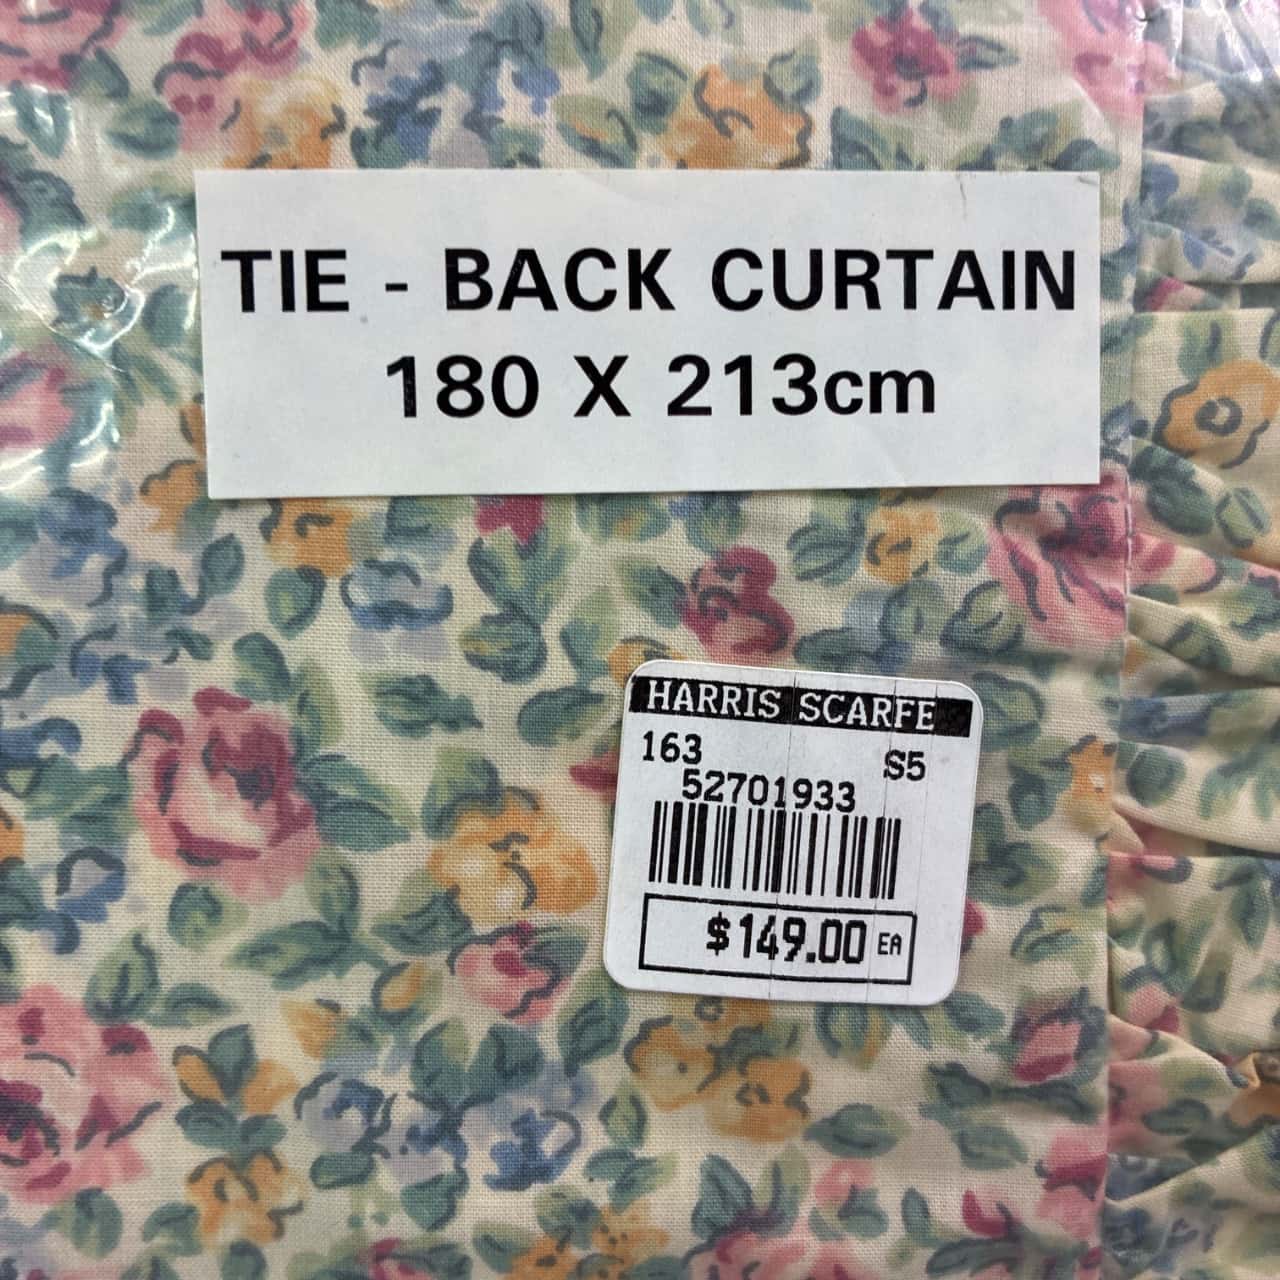 TIE - BACK CURTAIN
180 X 213cm
HARRIS SCARFE
163 S5
52701933
$149.00 EA